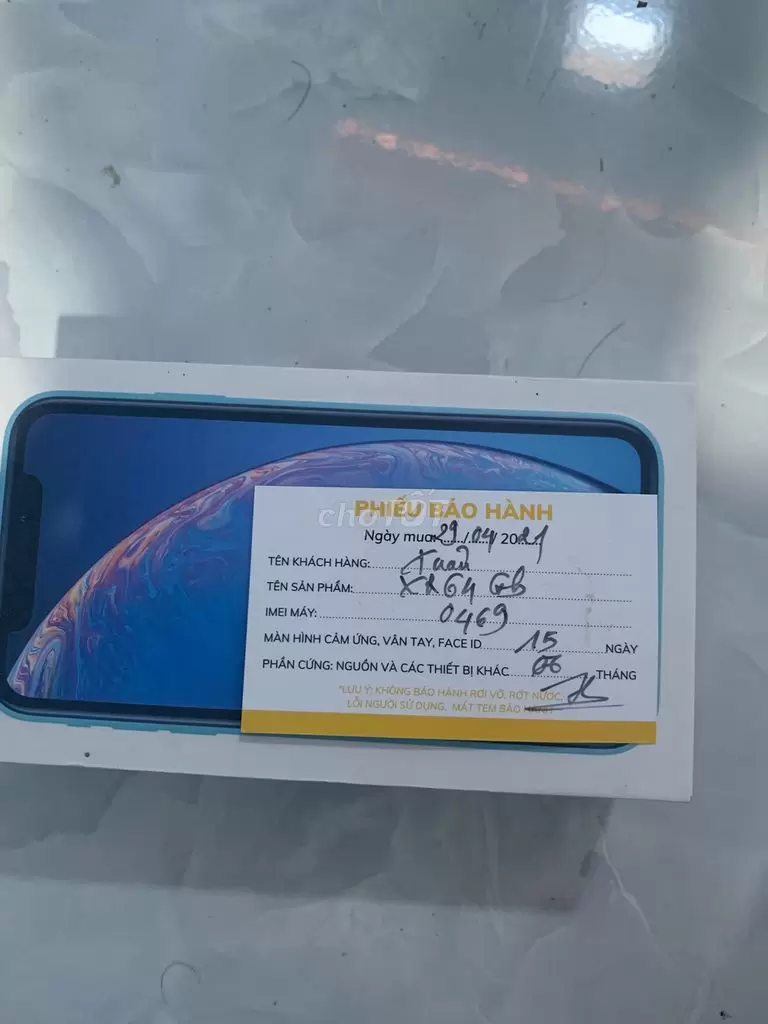 PHIẾU BẢO HÀNH
chợTỐT
Ngày mua: 29/04/2021
TÊN KHÁCH HÀNG: Xuân
TÊN SẢN PHẨM: XR 64 Gb
IMEI MÁY: 0469
MÀN HÌNH CẢM ỨNG, VÂN TAY, FACE ID 15 NGÀY
PHẦN CỨNG: NGUỒN VÀ CÁC THIẾT BỊ KHÁC 06 THÁNG
*LƯU Ý: KHÔNG BẢO HÀNH RƠI VỠ, RỚT NƯỚC,
LỖI NGƯỜI SỬ DỤNG, MẤT TEM BẢO HÀNH